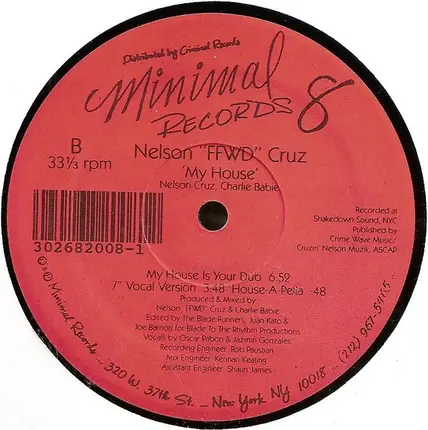 Distributed by Criminal Records
Minimal 8
RECORDS
Nelson "FFWD" Cruz
'My House'
Nelson Cruz, Charlie Babie
B
33⅓ rpm
302682008-1
Recorded at
Shakedown Sound, NYC
Published by
Crime Wave Music/
Cruzin' Nelson Muzik, ASCAP
My House Is Your Dub 6:52
7" Vocal Version 3:48 House-A-Pella :48
Produced & Mixed by
Nelson "FFWD" Cruz & Charlie Babie
Edited by The Blade Runners, Juan Kato &
Joe Barron for Blade To The Rhythm Productions
Vocals by Oscar Pabon & Jazmin Gonzales
Recording Engineer: Rob Paustian
Mix Engineer: Kennan Keating
Assistant Engineer: Shaun James
℗ & © Minimal Records ... 320 W. 37th St. ... New York NY 10018 ... (212)